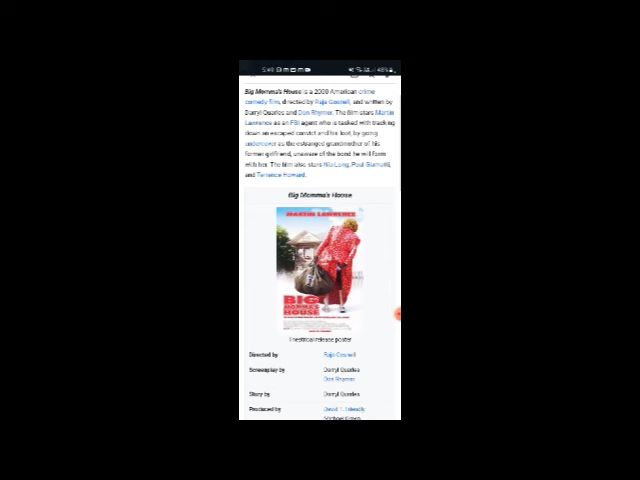 Big Momma's House is a 2000 American crime
comedy film, directed by Raja Gosnell, and written by
Darryl Quarles and Don Rhymer. The film stars Martin
Lawrence as an FBI agent who is tasked with tracking
down an escaped convict and his loot, by going
undercover as the estranged grandmother of his
former girlfriend, unaware of the bond he will form
with her. The film also stars Nia Long, Paul Giamatti,
and Terrence Howard.
Big Momma's House
MARTIN LAWRENCE
BIG
MOMMA'S
HOUSE
Theatrical release poster
Directed by
Raja Gosnell
Screenplay by
Darryl Quarles
Don Rhymer
Story by
Darryl Quarles
Produced by
David T. Friendly
Michael Green